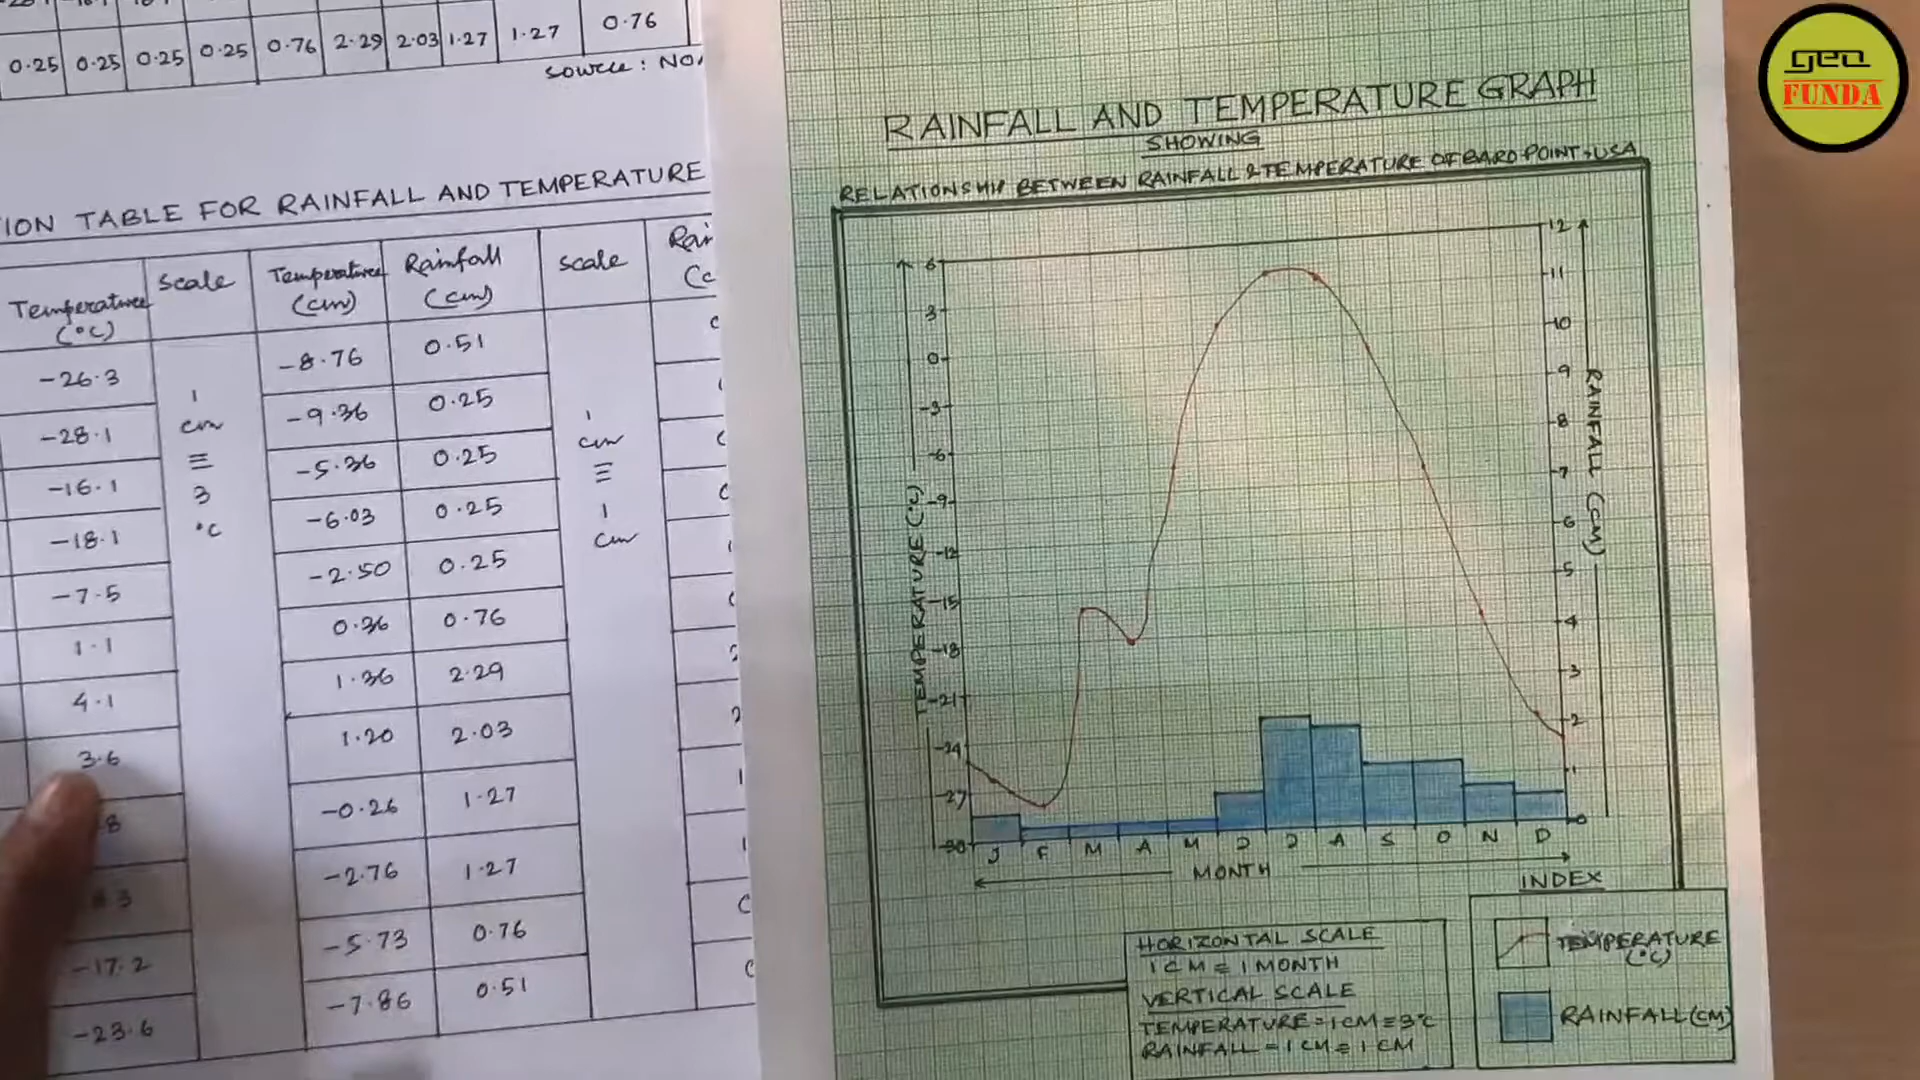 0.25 0.25 0.25 0.25 0.76 2.29 2.03 1.27 1.27 0.76
source: NO
ION TABLE FOR RAINFALL AND TEMPERATURE
Temperature (°C) Scale Temperature (cm) Rainfall (cm) scale
-26.3 -8.76 0.51
-28.1 -9.36 0.25
-16.1 -5.36 0.25
-18.1 -6.03 0.25
-7.5 -2.50 0.25
1.1 0.36 0.76
4.1 1.36 2.29
3.6 1.20 2.03
8 -0.26 1.27
.3 -2.76 1.27
-17.2 -5.73 0.76
-23.6 -7.86 0.51
1
cm
≡
3
°C
1
cm
≡
1
cm
RAINFALL AND TEMPERATURE GRAPH
SHOWING
RELATIONSHIP BETWEEN RAINFALL & TEMPERATURE OF BARO POINT, USA
TEMPERATURE (°C)
6
3
0
-3
-6
-9
-12
-15
-18
-21
-24
-27
-30
12
11
10
9
8
7
6
5
4
3
2
1
0
RAINFALL (CM)
J F M A M J J A S O N D
MONTH
HORIZONTAL SCALE
1 CM ≡ 1 MONTH
VERTICAL SCALE
TEMPERATURE = 1 CM ≡ 3°C
RAINFALL = 1 CM ≡ 1 CM
INDEX
TEMPERATURE
(°C)
RAINFALL (CM)
geo
FUNDA